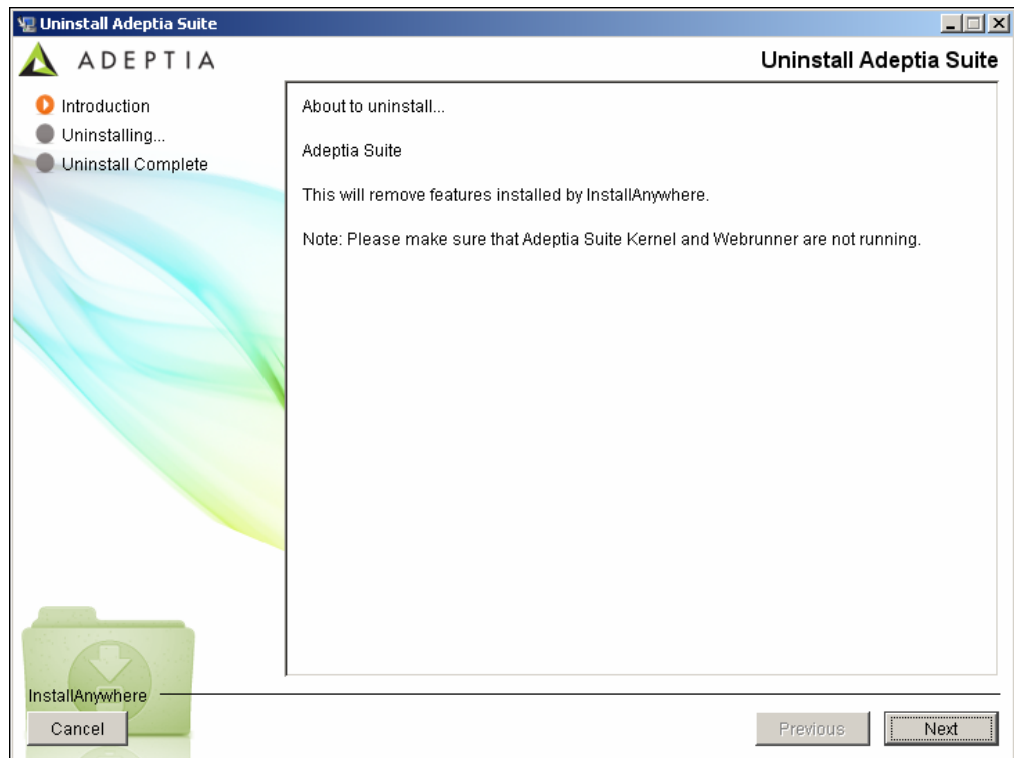 Uninstall Adeptia Suite
ADEPTIA
Uninstall Adeptia Suite
Introduction
Uninstalling...
Uninstall Complete
About to uninstall...
Adeptia Suite
This will remove features installed by InstallAnywhere.
Note: Please make sure that Adeptia Suite Kernel and Webrunner are not running.
InstallAnywhere
Cancel
Previous
Next